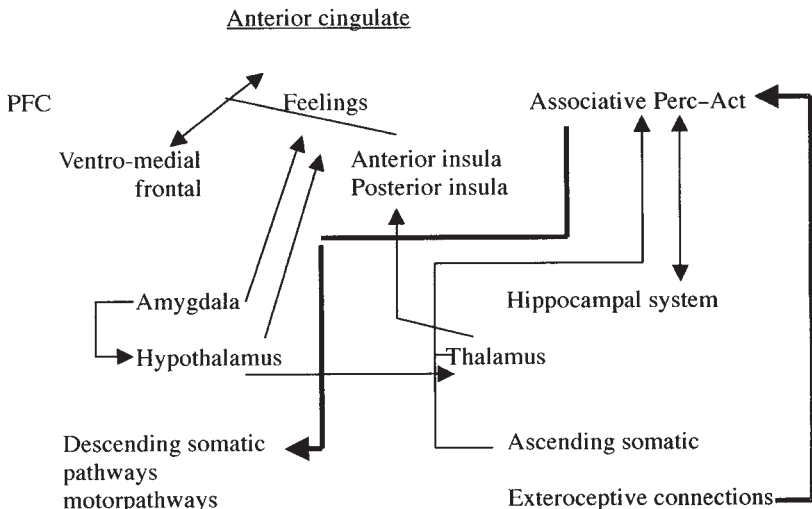 Anterior cingulate
PFC
Feelings
Associative Perc–Act
Ventro-medial
frontal
Anterior insula
Posterior insula
Amygdala
Hippocampal system
Hypothalamus
Thalamus
Descending somatic
pathways
motorpathways
Ascending somatic
Exteroceptive connections